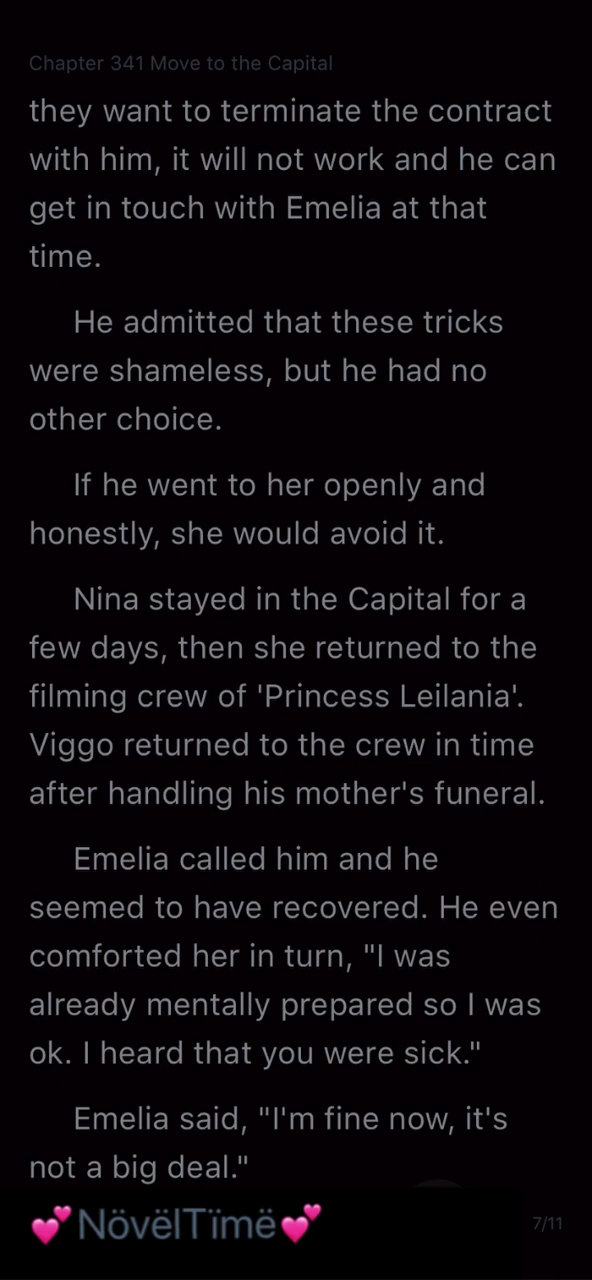 Chapter 341 Move to the Capital
they want to terminate the contract
with him, it will not work and he can
get in touch with Emelia at that
time.
He admitted that these tricks
were shameless, but he had no
other choice.
If he went to her openly and
honestly, she would avoid it.
Nina stayed in the Capital for a
few days, then she returned to the
filming crew of 'Princess Leilania'.
Viggo returned to the crew in time
after handling his mother's funeral.
Emelia called him and he
seemed to have recovered. He even
comforted her in turn, "I was
already mentally prepared so I was
ok. I heard that you were sick."
Emelia said, "I'm fine now, it's
not a big deal."
💕NövëlTïmë💕
7/11